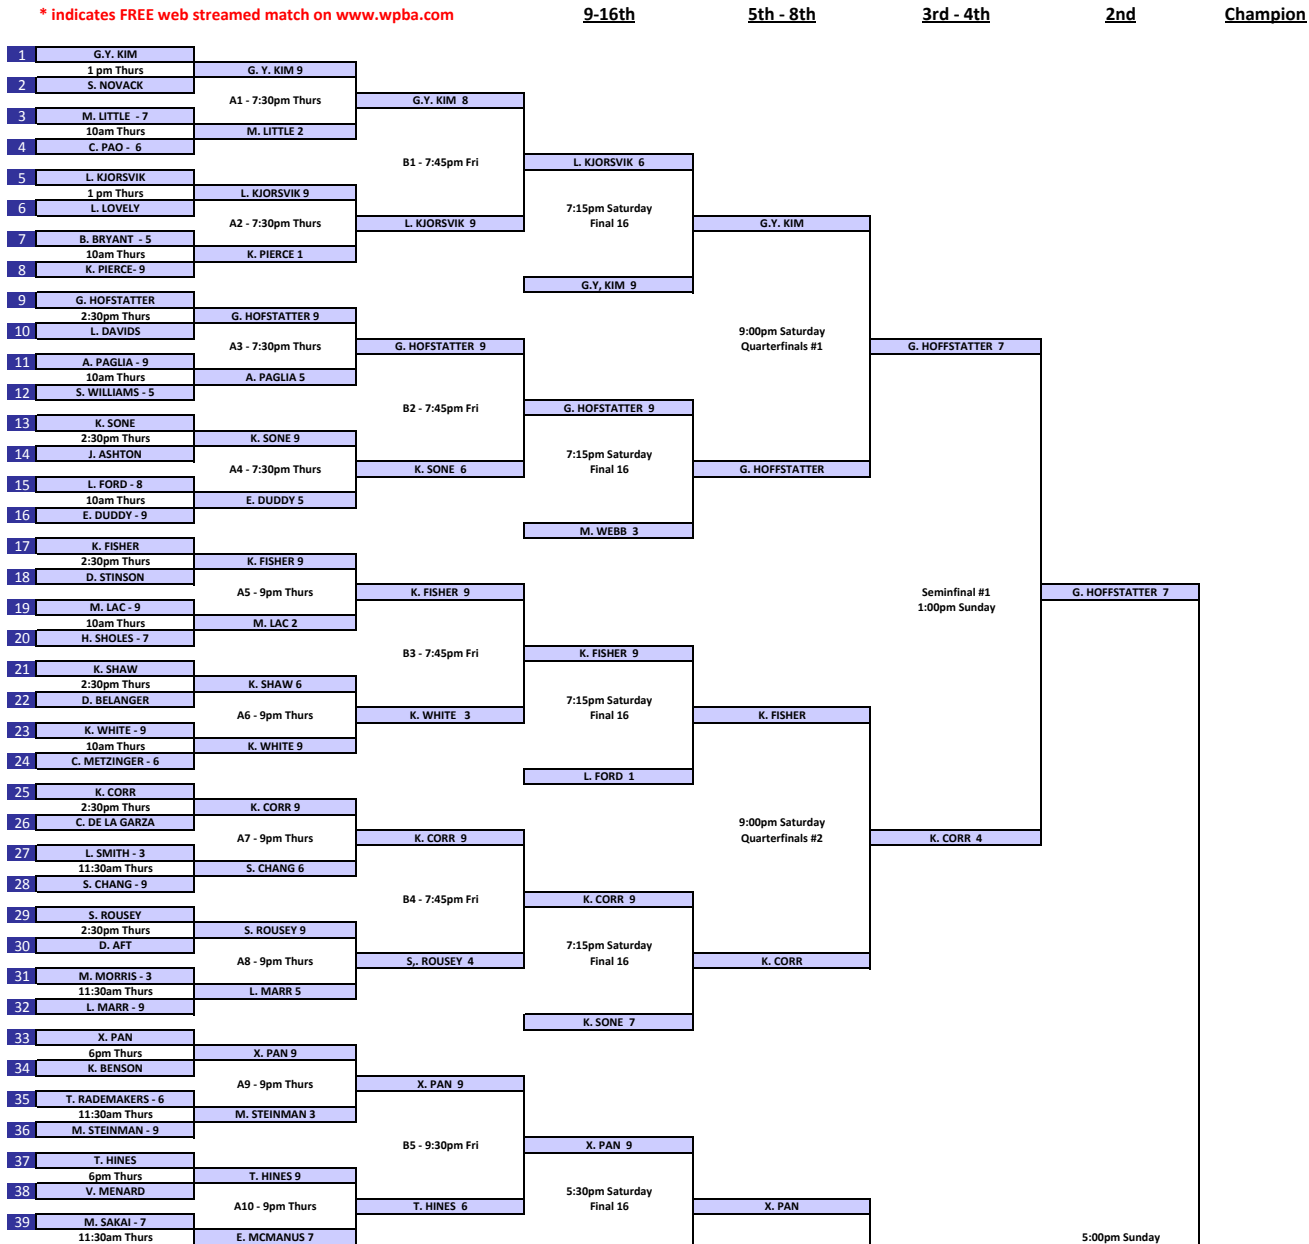 * indicates FREE web streamed match on www.wpba.com
9-16th
5th - 8th
3rd - 4th
2nd
Champion
1
G.Y. KIM
1 pm Thurs
G. Y. KIM 9
2
S. NOVACK
A1 - 7:30pm Thurs
G.Y. KIM 8
3
M. LITTLE - 7
10am Thurs
M. LITTLE 2
4
C. PAO - 6
B1 - 7:45pm Fri
L. KJORSVIK 6
5
L. KJORSVIK
1 pm Thurs
L. KJORSVIK 9
6
L. LOVELY
7:15pm Saturday
A2 - 7:30pm Thurs
L. KJORSVIK 9
Final 16
G.Y. KIM
7
B. BRYANT - 5
10am Thurs
K. PIERCE 1
8
K. PIERCE- 9
G.Y, KIM 9
9
G. HOFSTATTER
2:30pm Thurs
G. HOFSTATTER 9
10
L. DAVIDS
9:00pm Saturday
A3 - 7:30pm Thurs
G. HOFSTATTER 9
Quarterfinals #1
G. HOFFSTATTER 7
11
A. PAGLIA - 9
10am Thurs
A. PAGLIA 5
12
S. WILLIAMS - 5
B2 - 7:45pm Fri
G. HOFSTATTER 9
13
K. SONE
2:30pm Thurs
K. SONE 9
14
J. ASHTON
7:15pm Saturday
A4 - 7:30pm Thurs
K. SONE 6
Final 16
G. HOFFSTATTER
15
L. FORD - 8
10am Thurs
E. DUDDY 5
16
E. DUDDY - 9
M. WEBB 3
17
K. FISHER
2:30pm Thurs
K. FISHER 9
18
D. STINSON
A5 - 9pm Thurs
K. FISHER 9
Seminfinal #1
G. HOFFSTATTER 7
19
M. LAC - 9
1:00pm Sunday
10am Thurs
M. LAC 2
20
H. SHOLES - 7
B3 - 7:45pm Fri
K. FISHER 9
21
K. SHAW
2:30pm Thurs
K. SHAW 6
22
D. BELANGER
7:15pm Saturday
A6 - 9pm Thurs
K. WHITE 3
Final 16
K. FISHER
23
K. WHITE - 9
10am Thurs
K. WHITE 9
24
C. METZINGER - 6
L. FORD 1
25
K. CORR
2:30pm Thurs
K. CORR 9
26
C. DE LA GARZA
9:00pm Saturday
A7 - 9pm Thurs
K. CORR 9
Quarterfinals #2
K. CORR 4
27
L. SMITH - 3
11:30am Thurs
S. CHANG 6
28
S. CHANG - 9
B4 - 7:45pm Fri
K. CORR 9
29
S. ROUSEY
2:30pm Thurs
S. ROUSEY 9
30
D. AFT
7:15pm Saturday
A8 - 9pm Thurs
S,. ROUSEY 4
Final 16
K. CORR
31
M. MORRIS - 3
11:30am Thurs
L. MARR 5
32
L. MARR - 9
K. SONE 7
33
X. PAN
6pm Thurs
X. PAN 9
34
K. BENSON
A9 - 9pm Thurs
X. PAN 9
35
T. RADEMAKERS - 6
11:30am Thurs
M. STEINMAN 3
36
M. STEINMAN - 9
B5 - 9:30pm Fri
X. PAN 9
37
T. HINES
6pm Thurs
T. HINES 9
38
V. MENARD
5:30pm Saturday
A10 - 9pm Thurs
T. HINES 6
Final 16
X. PAN
39
M. SAKAI - 7
11:30am Thurs
E. MCMANUS 7
5:00pm Sunday